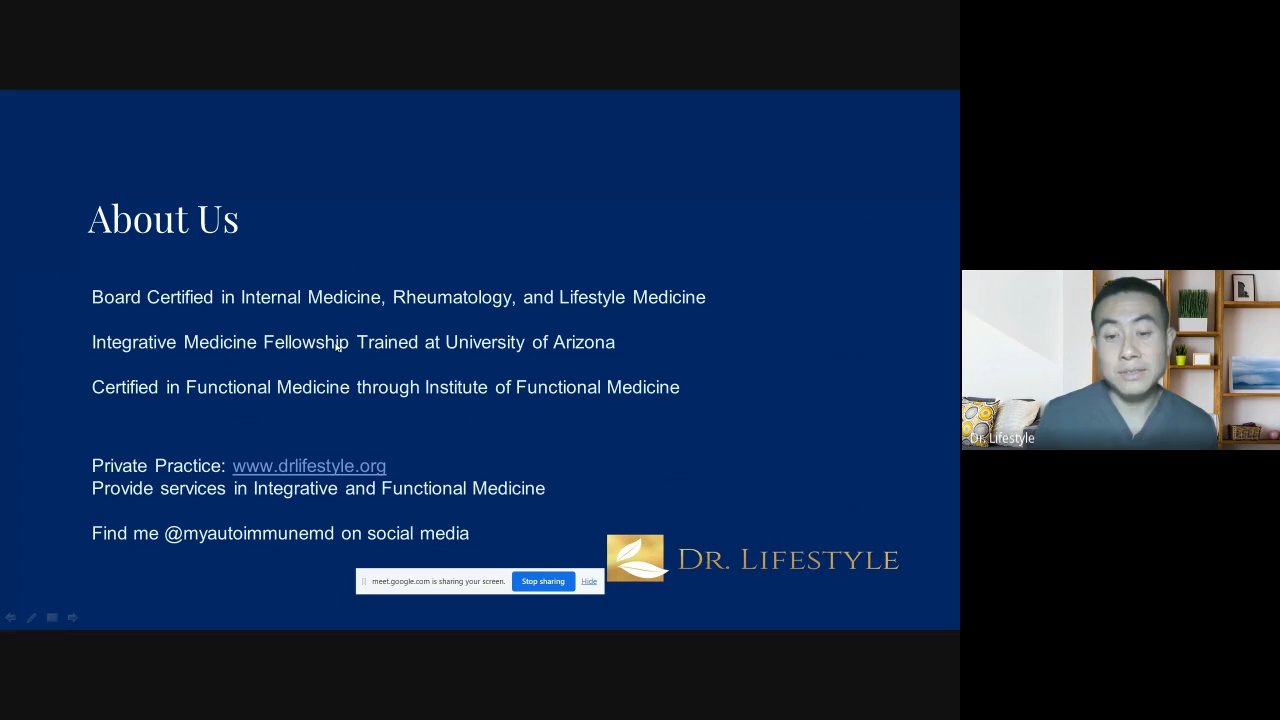 About Us
Board Certified in Internal Medicine, Rheumatology, and Lifestyle Medicine
Integrative Medicine Fellowship Trained at University of Arizona
Certified in Functional Medicine through Institute of Functional Medicine
Private Practice: www.drlifestyle.org
Provide services in Integrative and Functional Medicine
Find me @myautoimmunemd on social media
DR. LIFESTYLE
meet.google.com is sharing your screen. Stop sharing Hide
Dr. Lifestyle